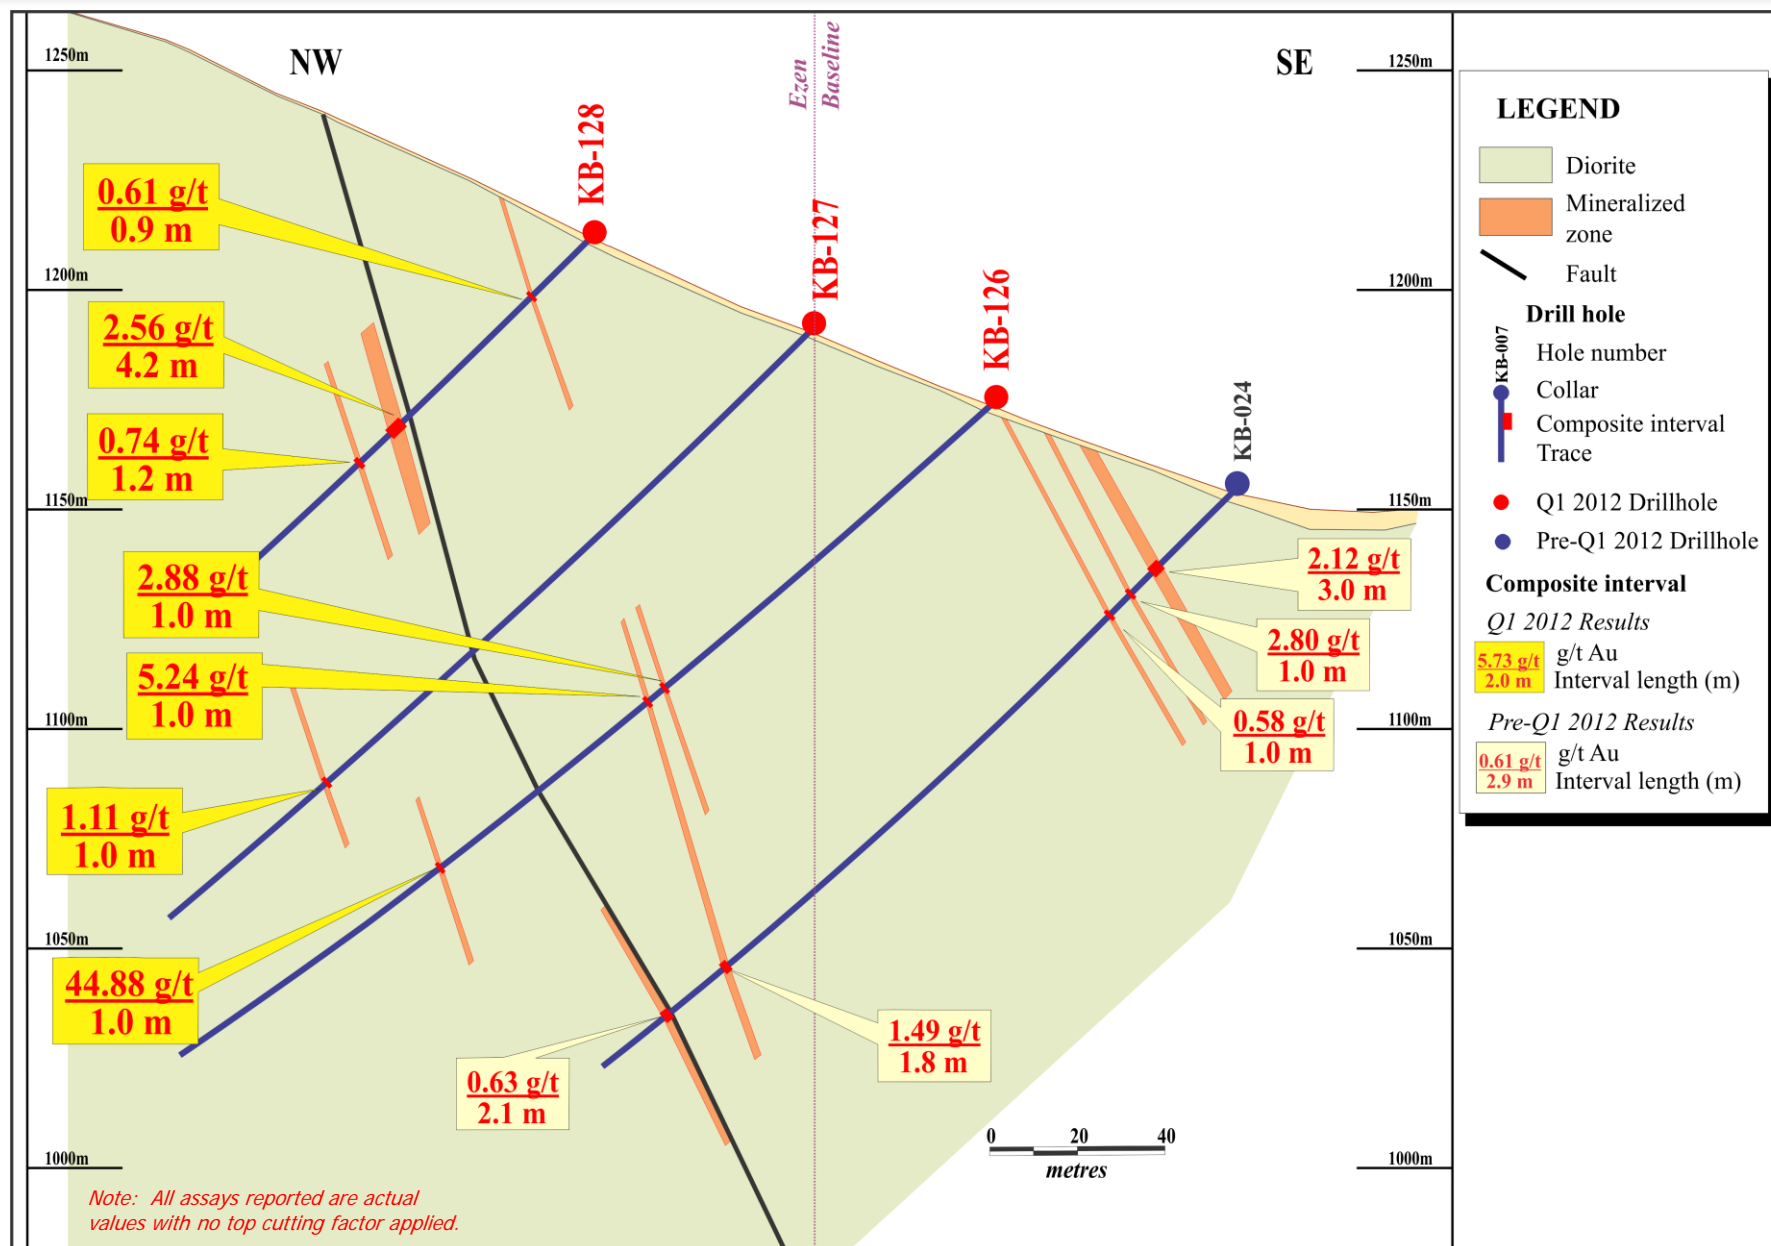 NW
SE
Ezen
Baseline
1250m
1200m
1150m
1100m
1050m
1000m
1250m
1200m
1150m
1100m
1050m
1000m
KB-128
KB-127
KB-126
KB-024
0.61 g/t
0.9 m
2.56 g/t
4.2 m
0.74 g/t
1.2 m
2.88 g/t
1.0 m
5.24 g/t
1.0 m
1.11 g/t
1.0 m
44.88 g/t
1.0 m
0.63 g/t
2.1 m
1.49 g/t
1.8 m
2.12 g/t
3.0 m
2.80 g/t
1.0 m
0.58 g/t
1.0 m
0 20 40
metres
Note: All assays reported are actual
values with no top cutting factor applied.
LEGEND
Diorite
Mineralized
zone
Fault
Drill hole
KB-007
Hole number
Collar
Composite interval
Trace
Q1 2012 Drillhole
Pre-Q1 2012 Drillhole
Composite interval
Q1 2012 Results
5.73 g/t
2.0 m
g/t Au
Interval length (m)
Pre-Q1 2012 Results
0.61 g/t
2.9 m
g/t Au
Interval length (m)